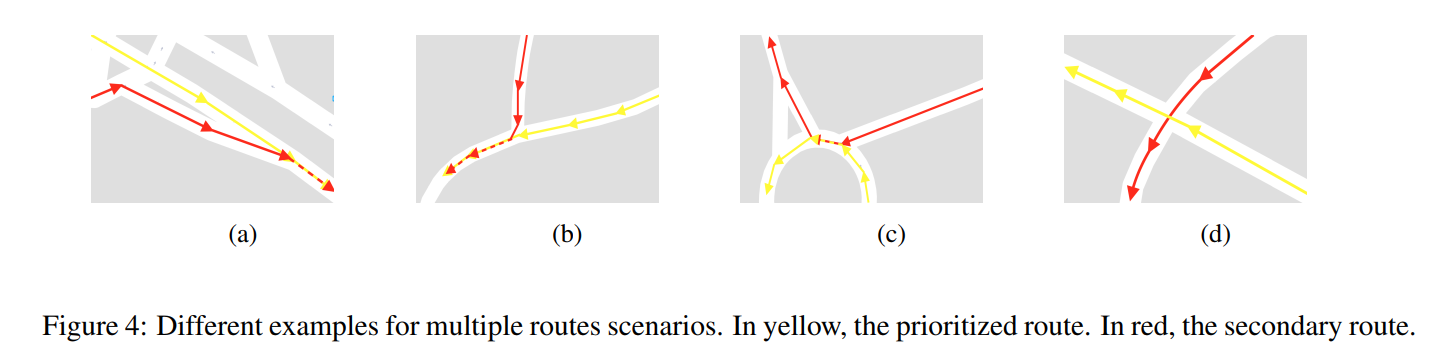 (a) (b) (c) (d)
Figure 4: Different examples for multiple routes scenarios. In yellow, the prioritized route. In red, the secondary route.